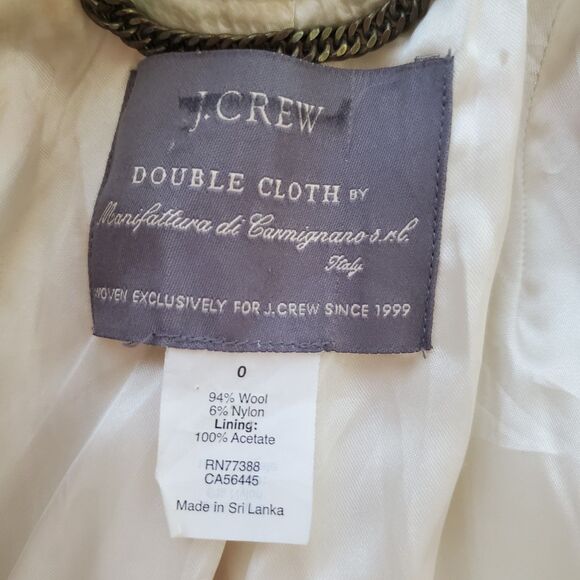 J.CREW
DOUBLE CLOTH BY
Manifattura di Carmignano s.r.l.
Italy
WOVEN EXCLUSIVELY FOR J.CREW SINCE 1999
0
94% Wool
6% Nylon
Lining:
100% Acetate
RN77388
CA56445
Made in Sri Lanka